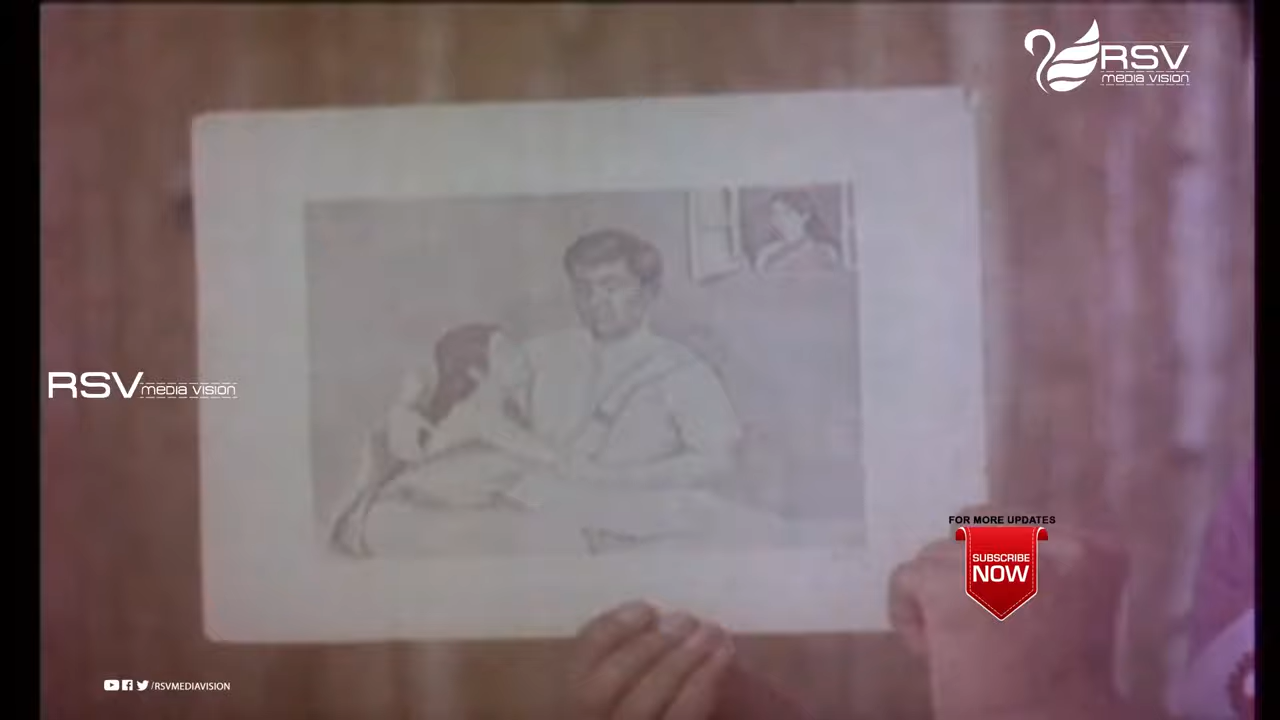 RSV
media vision
RSV media vision
FOR MORE UPDATES
SUBSCRIBE
NOW
/RSVMEDIAVISION